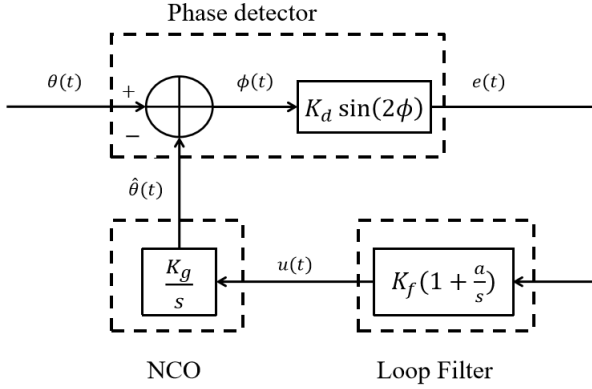 Phase detector
θ(t)
+
−
ϕ(t)
K_d sin(2ϕ)
e(t)
θ̂(t)
K_g/s
u(t)
K_f(1 + a/s)
NCO
Loop Filter